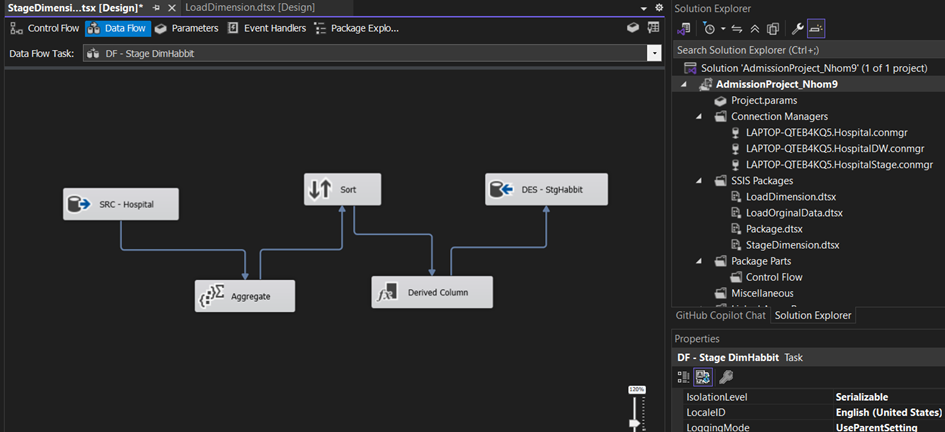 StageDimensi...tsx [Design]*
LoadDimension.dtsx [Design]
Control Flow
Data Flow
Parameters
Event Handlers
Package Explo...
Data Flow Task:
DF - Stage DimHabbit
SRC - Hospital
Sort
DES - StgHabbit
Aggregate
Derived Column
120%
Solution Explorer
Search Solution Explorer (Ctrl+;)
Solution 'AdmissionProject_Nhom9' (1 of 1 project)
AdmissionProject_Nhom9
Project.params
Connection Managers
LAPTOP-QTEB4KQ5.Hospital.conmgr
LAPTOP-QTEB4KQ5.HospitalDW.conmgr
LAPTOP-QTEB4KQ5.HospitalStage.conmgr
SSIS Packages
LoadDimension.dtsx
LoadOrginalData.dtsx
Package.dtsx
StageDimension.dtsx
Package Parts
Control Flow
Miscellaneous
GitHub Copilot Chat
Solution Explorer
Properties
DF - Stage DimHabbit Task
IsolationLevel Serializable
LocaleID English (United States)
LoggingMode UseParentSetting